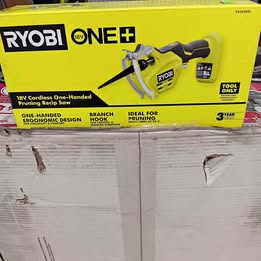 RYOBI 18V ONE+
RYOBI
18V Cordless One-Handed
Pruning Recip Saw
TOOL
ONLY
ONE-HANDED
ERGONOMIC DESIGN
BRANCH
HOOK
IDEAL FOR
PRUNING
3 YEAR